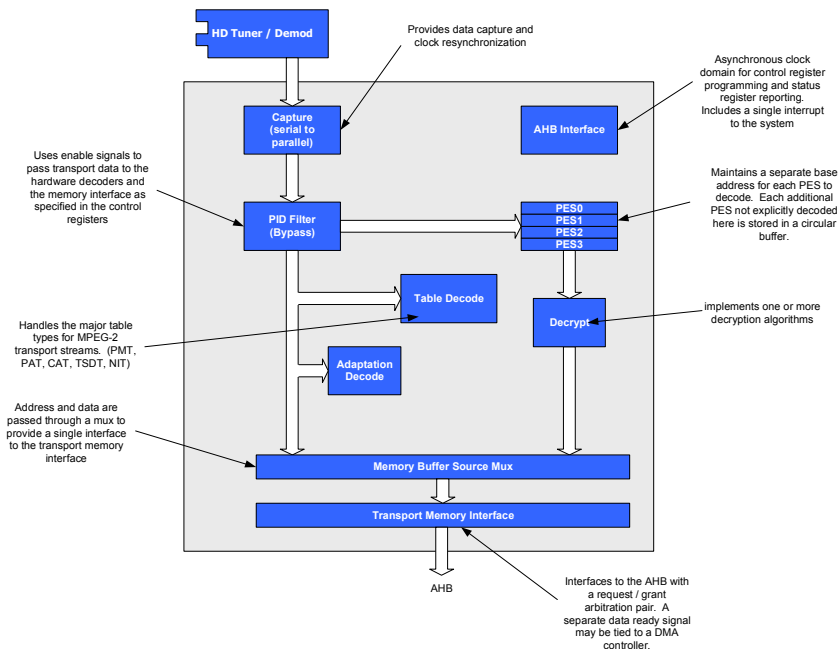 HD Tuner / Demod
Provides data capture and
clock resynchronization
Asynchronous clock
domain for control register
programming and status
register reporting.
Includes a single interrupt
to the system
Capture
(serial to
parallel)
AHB Interface
Uses enable signals to
pass transport data to the
hardware decoders and
the memory interface as
specified in the control
registers
PID Filter
(Bypass)
PES0
PES1
PES2
PES3
Maintains a separate base
address for each PES to
decode. Each additional
PES not explicitly decoded
here is stored in a circular
buffer.
Table Decode
Decrypt
implements one or more
decryption algorithms
Handles the major table
types for MPEG-2
transport streams. (PMT,
PAT, CAT, TSDT, NIT)
Adaptation
Decode
Address and data are
passed through a mux to
provide a single interface
to the transport memory
interface
Memory Buffer Source Mux
Transport Memory Interface
AHB
Interfaces to the AHB with
a request / grant
arbitration pair. A
separate data ready signal
may be tied to a DMA
controller.